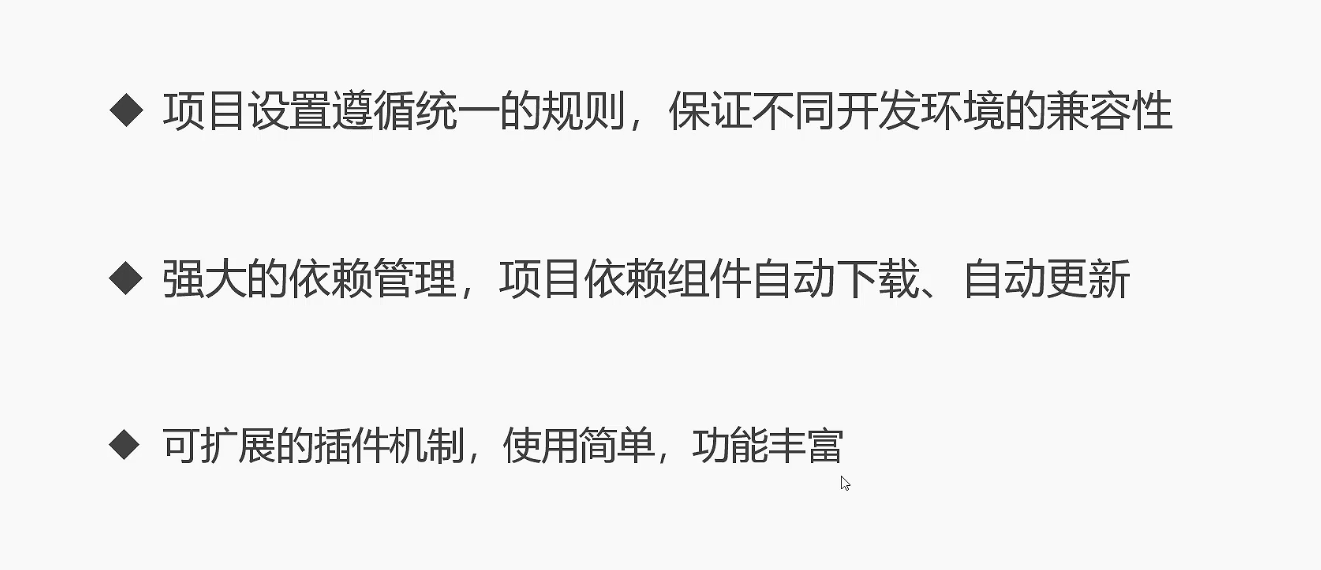 ◆ 项目设置遵循统一的规则，保证不同开发环境的兼容性
◆ 强大的依赖管理，项目依赖组件自动下载、自动更新
◆ 可扩展的插件机制，使用简单，功能丰富